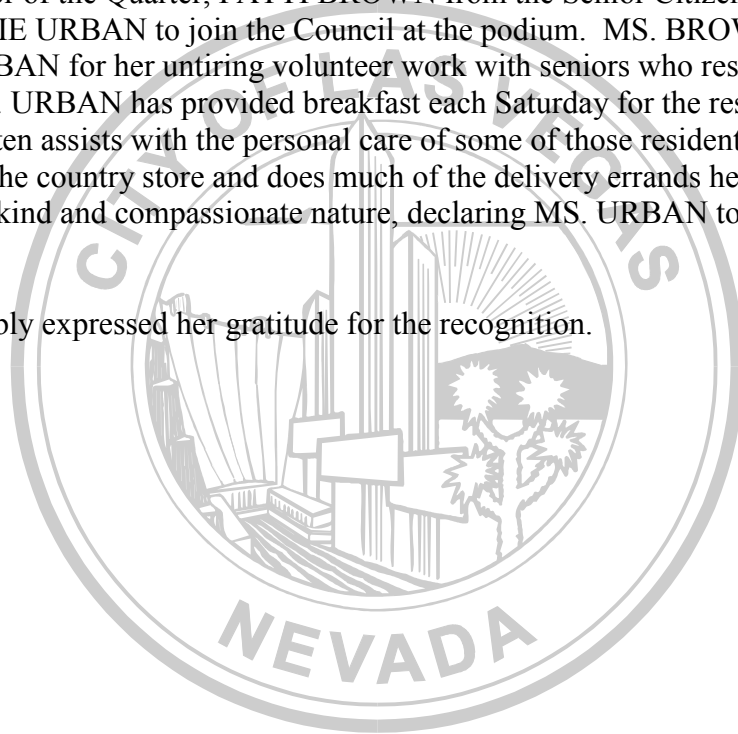 of the Quarter, PATTI BROWN from the Senior Citizen
IE URBAN to join the Council at the podium. MS. BROW
BAN for her untiring volunteer work with seniors who res
URBAN has provided breakfast each Saturday for the res
ten assists with the personal care of some of those resident
he country store and does much of the delivery errands he
kind and compassionate nature, declaring MS. URBAN to
bly expressed her gratitude for the recognition.
CITY OF LAS VEGAS
NEVADA